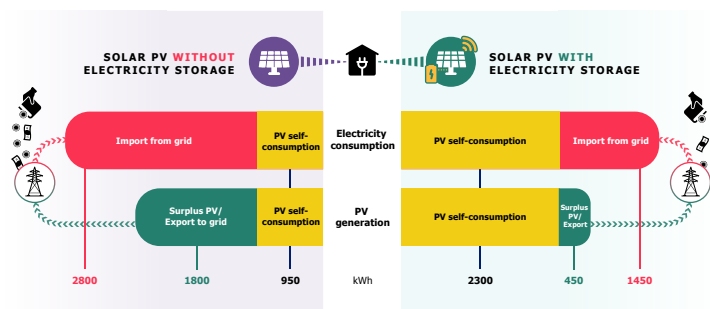 SOLAR PV WITHOUT
ELECTRICITY STORAGE
SOLAR PV WITH
ELECTRICITY STORAGE
Import from grid
PV self-
consumption
Electricity
consumption
PV self-consumption
Import from grid
Surplus PV/
Export to grid
PV self-
consumption
PV
generation
PV self-consumption
Surplus
PV/
Export
2800
1800
950
kWh
2300
450
1450